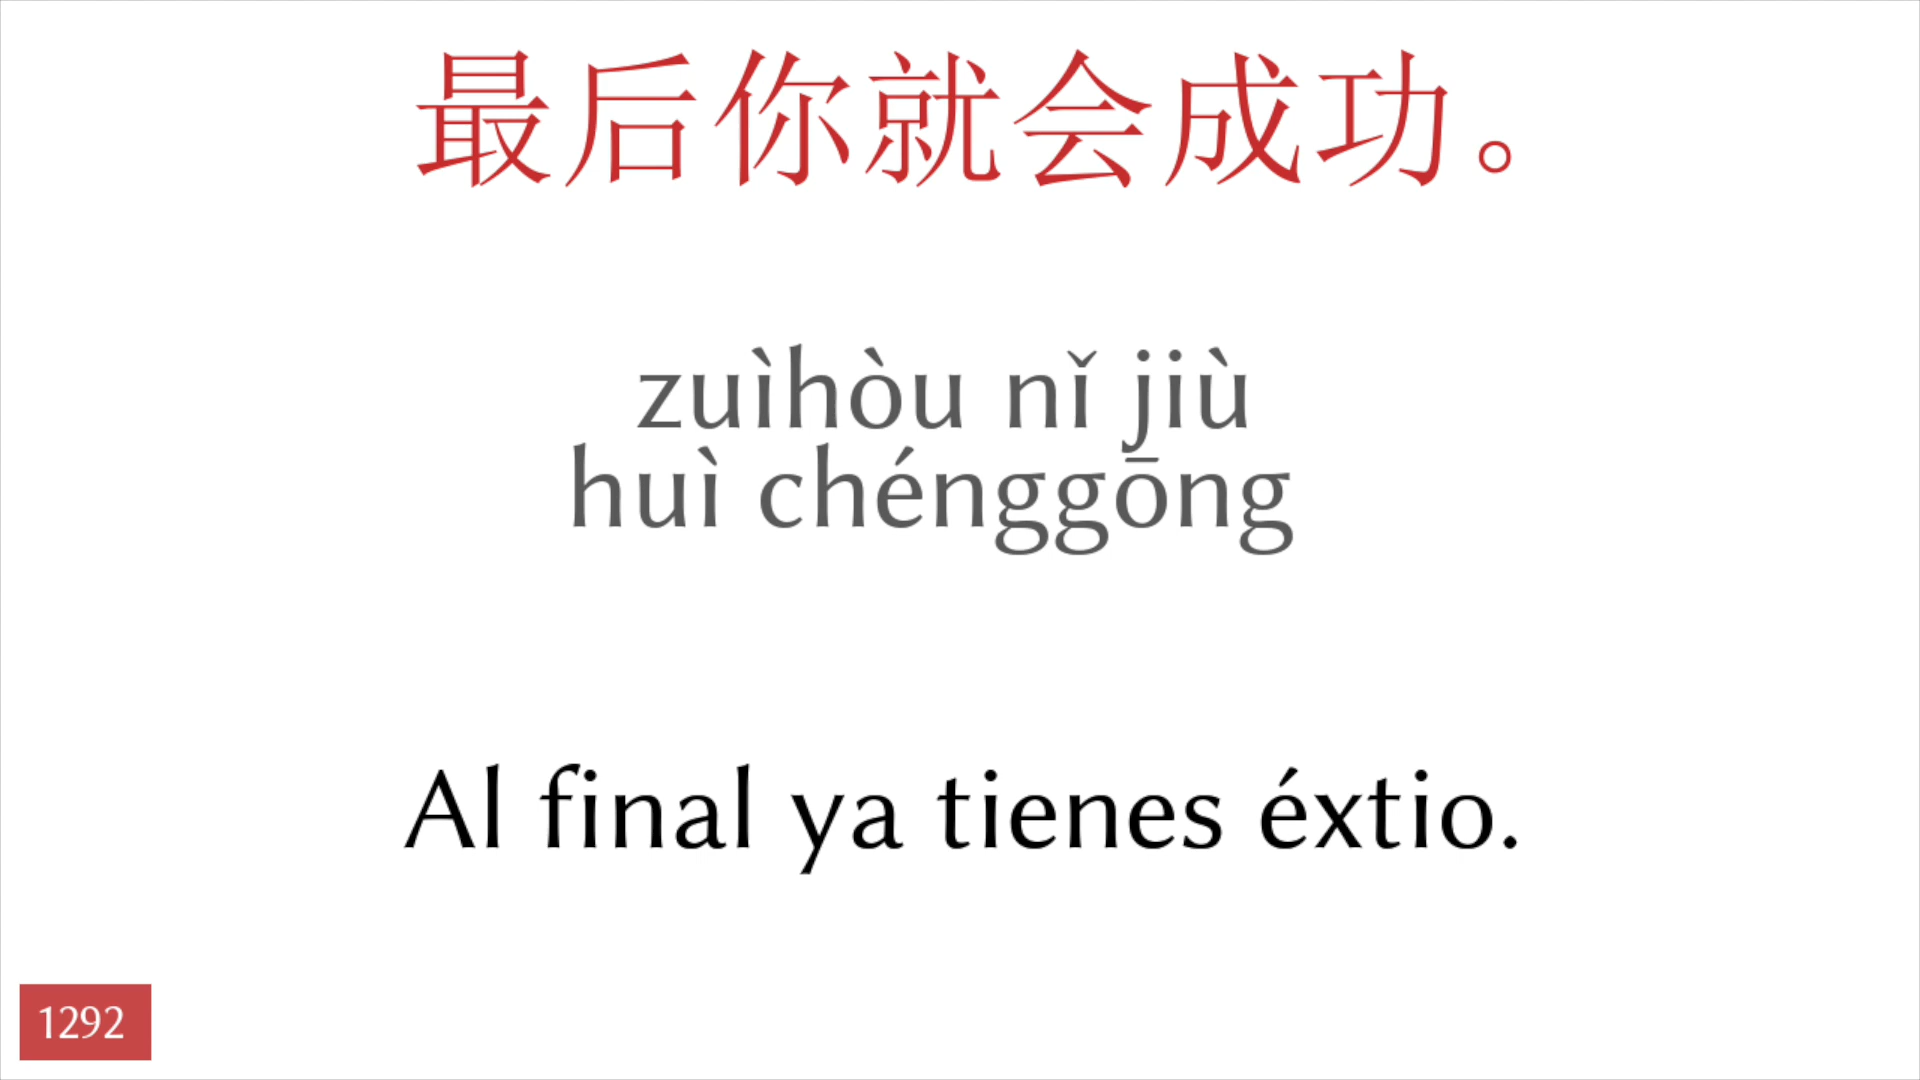 最后你就会成功。
zuìhòu nǐ jiù
huì chénggōng
Al final ya tienes éxtio.
1292